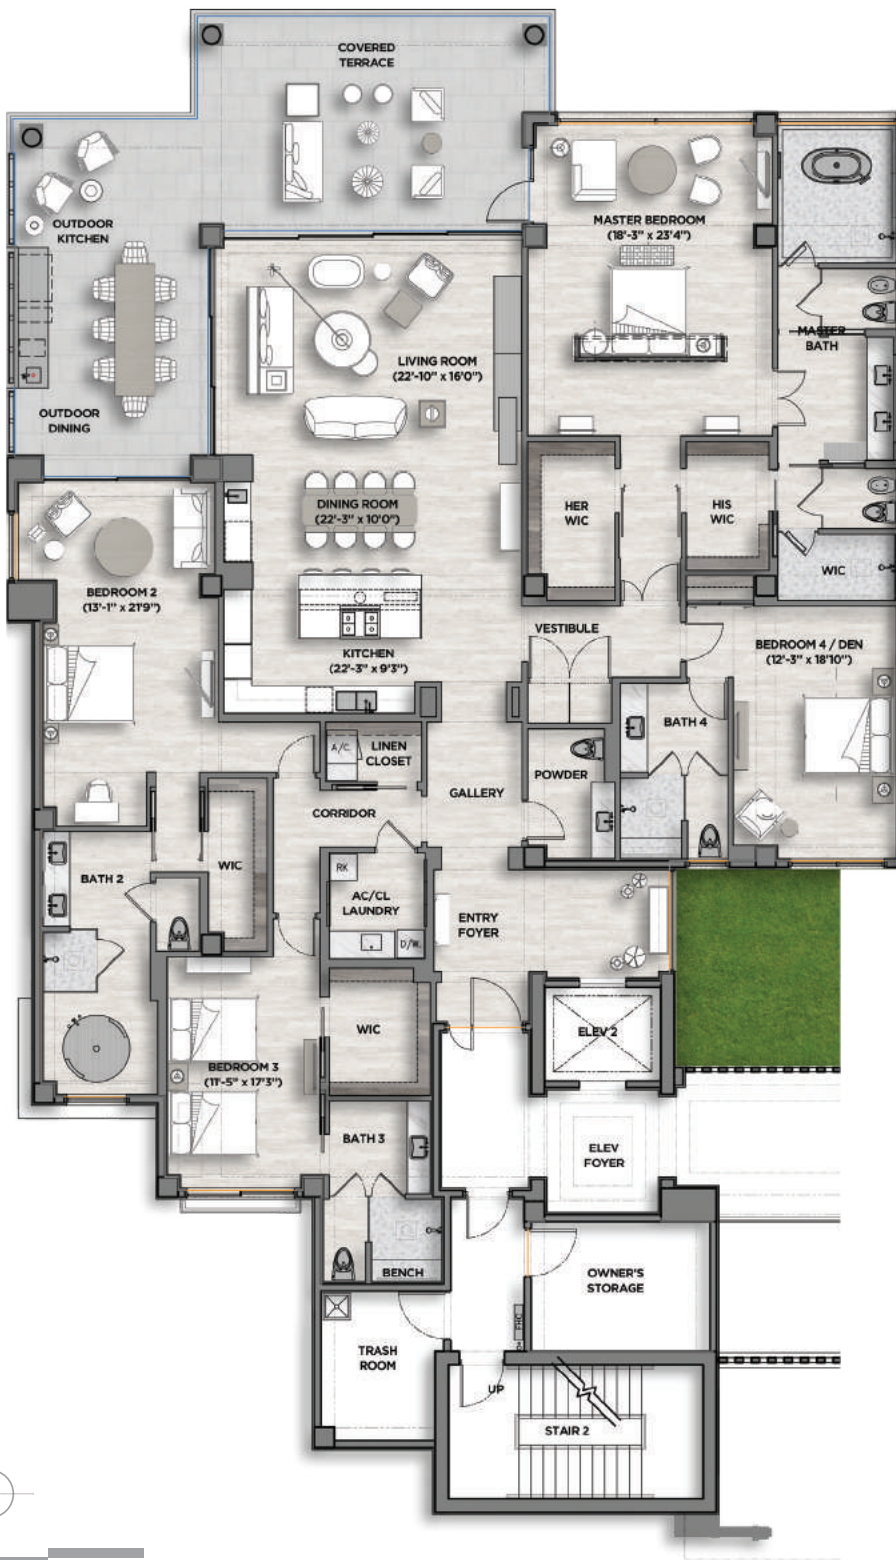 COVERED
TERRACE
OUTDOOR
KITCHEN
MASTER BEDROOM
(18'-3" x 23'4")
MASTER
BATH
LIVING ROOM
(22'-10" x 16'0")
OUTDOOR
DINING
DINING ROOM
(22'-3" x 10'0")
HER
WIC
HIS
WIC
WIC
BEDROOM 2
(13'-1" x 21'9")
KITCHEN
(22'-3" x 9'3")
VESTIBULE
BEDROOM 4 / DEN
(12'-3" x 18'10")
BATH 4
A/C
LINEN
CLOSET
POWDER
GALLERY
CORRIDOR
BATH 2
WIC
RK
AC/CL
LAUNDRY
D/W
ENTRY
FOYER
ELEV 2
WIC
BEDROOM 3
(11'-5" x 17'3")
BATH 3
ELEV
FOYER
BENCH
OWNER'S
STORAGE
TRASH
ROOM
UP
STAIR 2